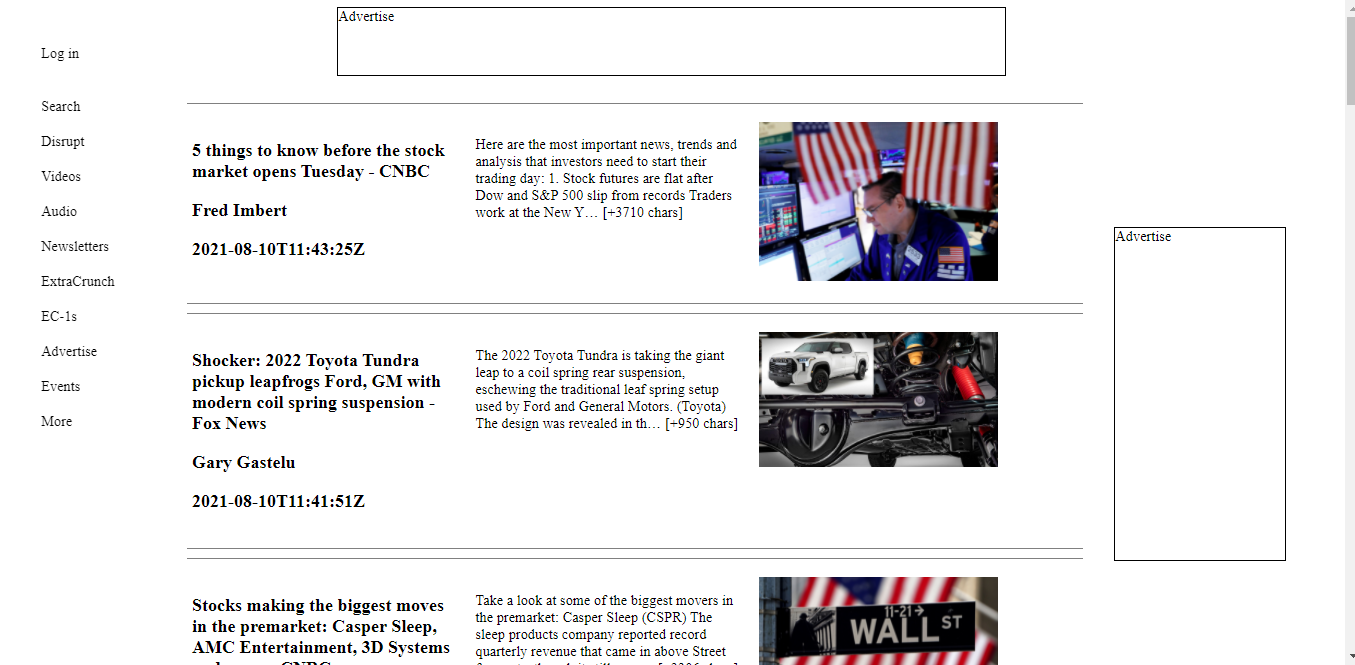 Advertise
Log in
Search
Disrupt
Videos
Audio
Newsletters
ExtraCrunch
EC-1s
Advertise
Events
More
5 things to know before the stock
market opens Tuesday - CNBC
Fred Imbert
2021-08-10T11:43:25Z
Here are the most important news, trends and
analysis that investors need to start their
trading day: 1. Stock futures are flat after
Dow and S&P 500 slip from records Traders
work at the New Y… [+3710 chars]
Shocker: 2022 Toyota Tundra
pickup leapfrogs Ford, GM with
modern coil spring suspension -
Fox News
Gary Gastelu
2021-08-10T11:41:51Z
The 2022 Toyota Tundra is taking the giant
leap to a coil spring rear suspension,
eschewing the traditional leaf spring setup
used by Ford and General Motors. (Toyota)
The design was revealed in th… [+950 chars]
Stocks making the biggest moves
in the premarket: Casper Sleep,
AMC Entertainment, 3D Systems
Take a look at some of the biggest movers in
the premarket: Casper Sleep (CSPR) The
sleep products company reported record
quarterly revenue that came in above Street
11-21
WALL ST
Advertise